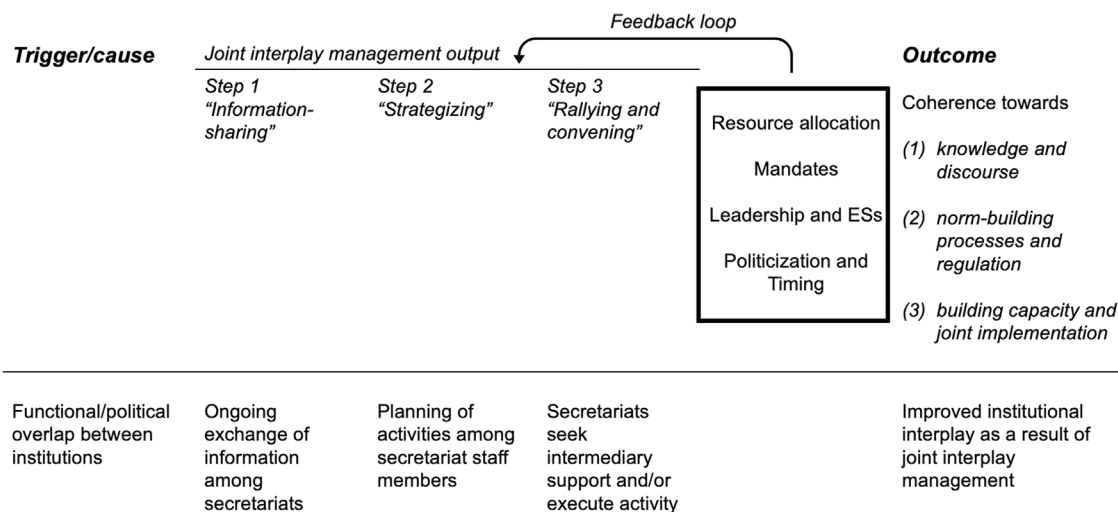 Feedback loop
Trigger/cause
Joint interplay management output
Outcome
Step 1
“Information-
sharing”
Step 2
“Strategizing”
Step 3
“Rallying and
convening”
Resource allocation
Mandates
Leadership and ESs
Politicization and
Timing
Coherence towards
(1) knowledge and
discourse
(2) norm-building
processes and
regulation
(3) building capacity and
joint implementation
Functional/political
overlap between
institutions
Ongoing
exchange of
information
among
secretariats
Planning of
activities among
secretariat staff
members
Secretariats
seek
intermediary
support and/or
execute activity
Improved institutional
interplay as a result of
joint interplay
management